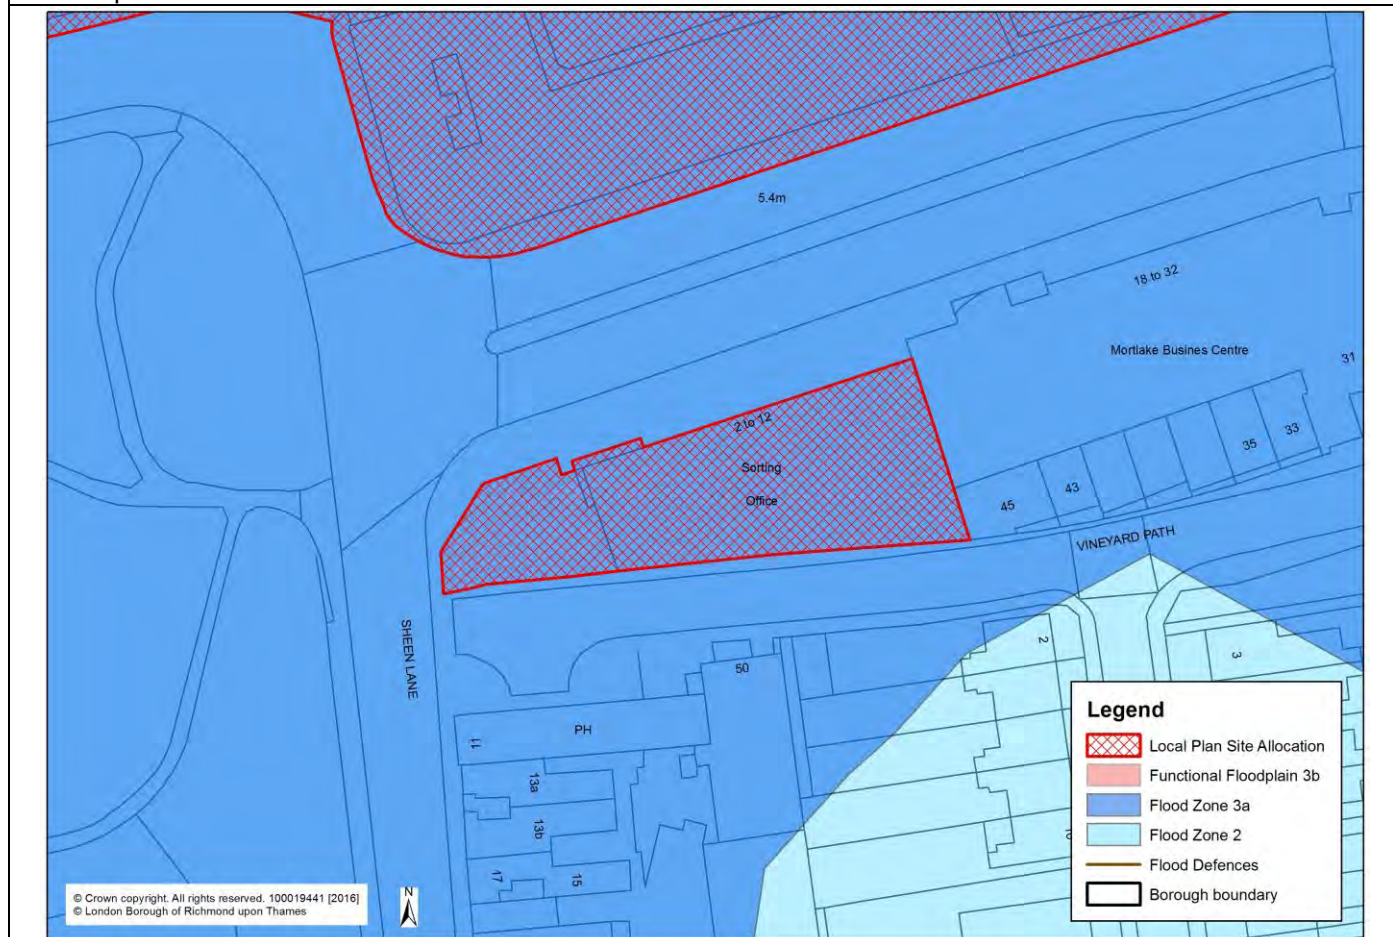 5.4m
18 to 32
Mortlake Busines Centre
31
2 to 12
Sorting
Office
35
33
43
45
VINEYARD PATH
SHEEN LANE
2
3
50
11
PH
13a
13b
17
15
Legend
Local Plan Site Allocation
Functional Floodplain 3b
Flood Zone 3a
Flood Zone 2
Flood Defences
Borough boundary
© Crown copyright. All rights reserved. 100019441 [2016]
© London Borough of Richmond upon Thames
N